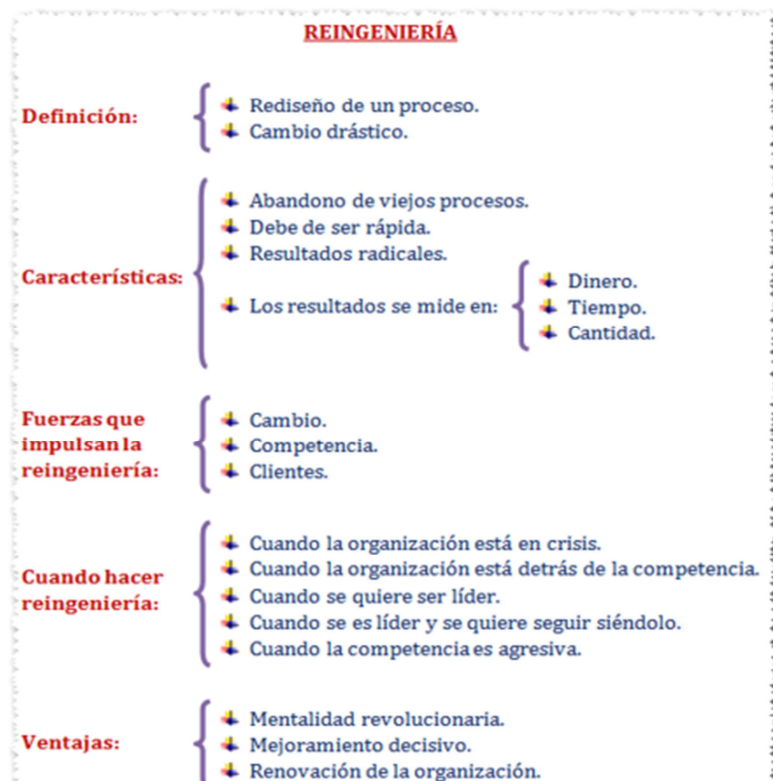 REINGENIERÍA
Definición:
Rediseño de un proceso.
Cambio drástico.
Característícas:
Abandono de viejos procesos.
Debe de ser rápida.
Resultados radicales.
Los resultados se mide en:
Dinero.
Tiempo.
Cantidad.
Fuerzas que
impulsan la
reingeniería:
Cambio.
Competencia.
Clientes.
Cuando hacer
reingeniería:
Cuando la organización está en crisis.
Cuando la organización está detrás de la competencia.
Cuando se quiere ser líder.
Cuando se es líder y se quiere seguir siéndolo.
Cuando la competencia es agresiva.
Ventajas:
Mentalidad revolucionaria.
Mejoramiento decisivo.
Renovación de la organización.